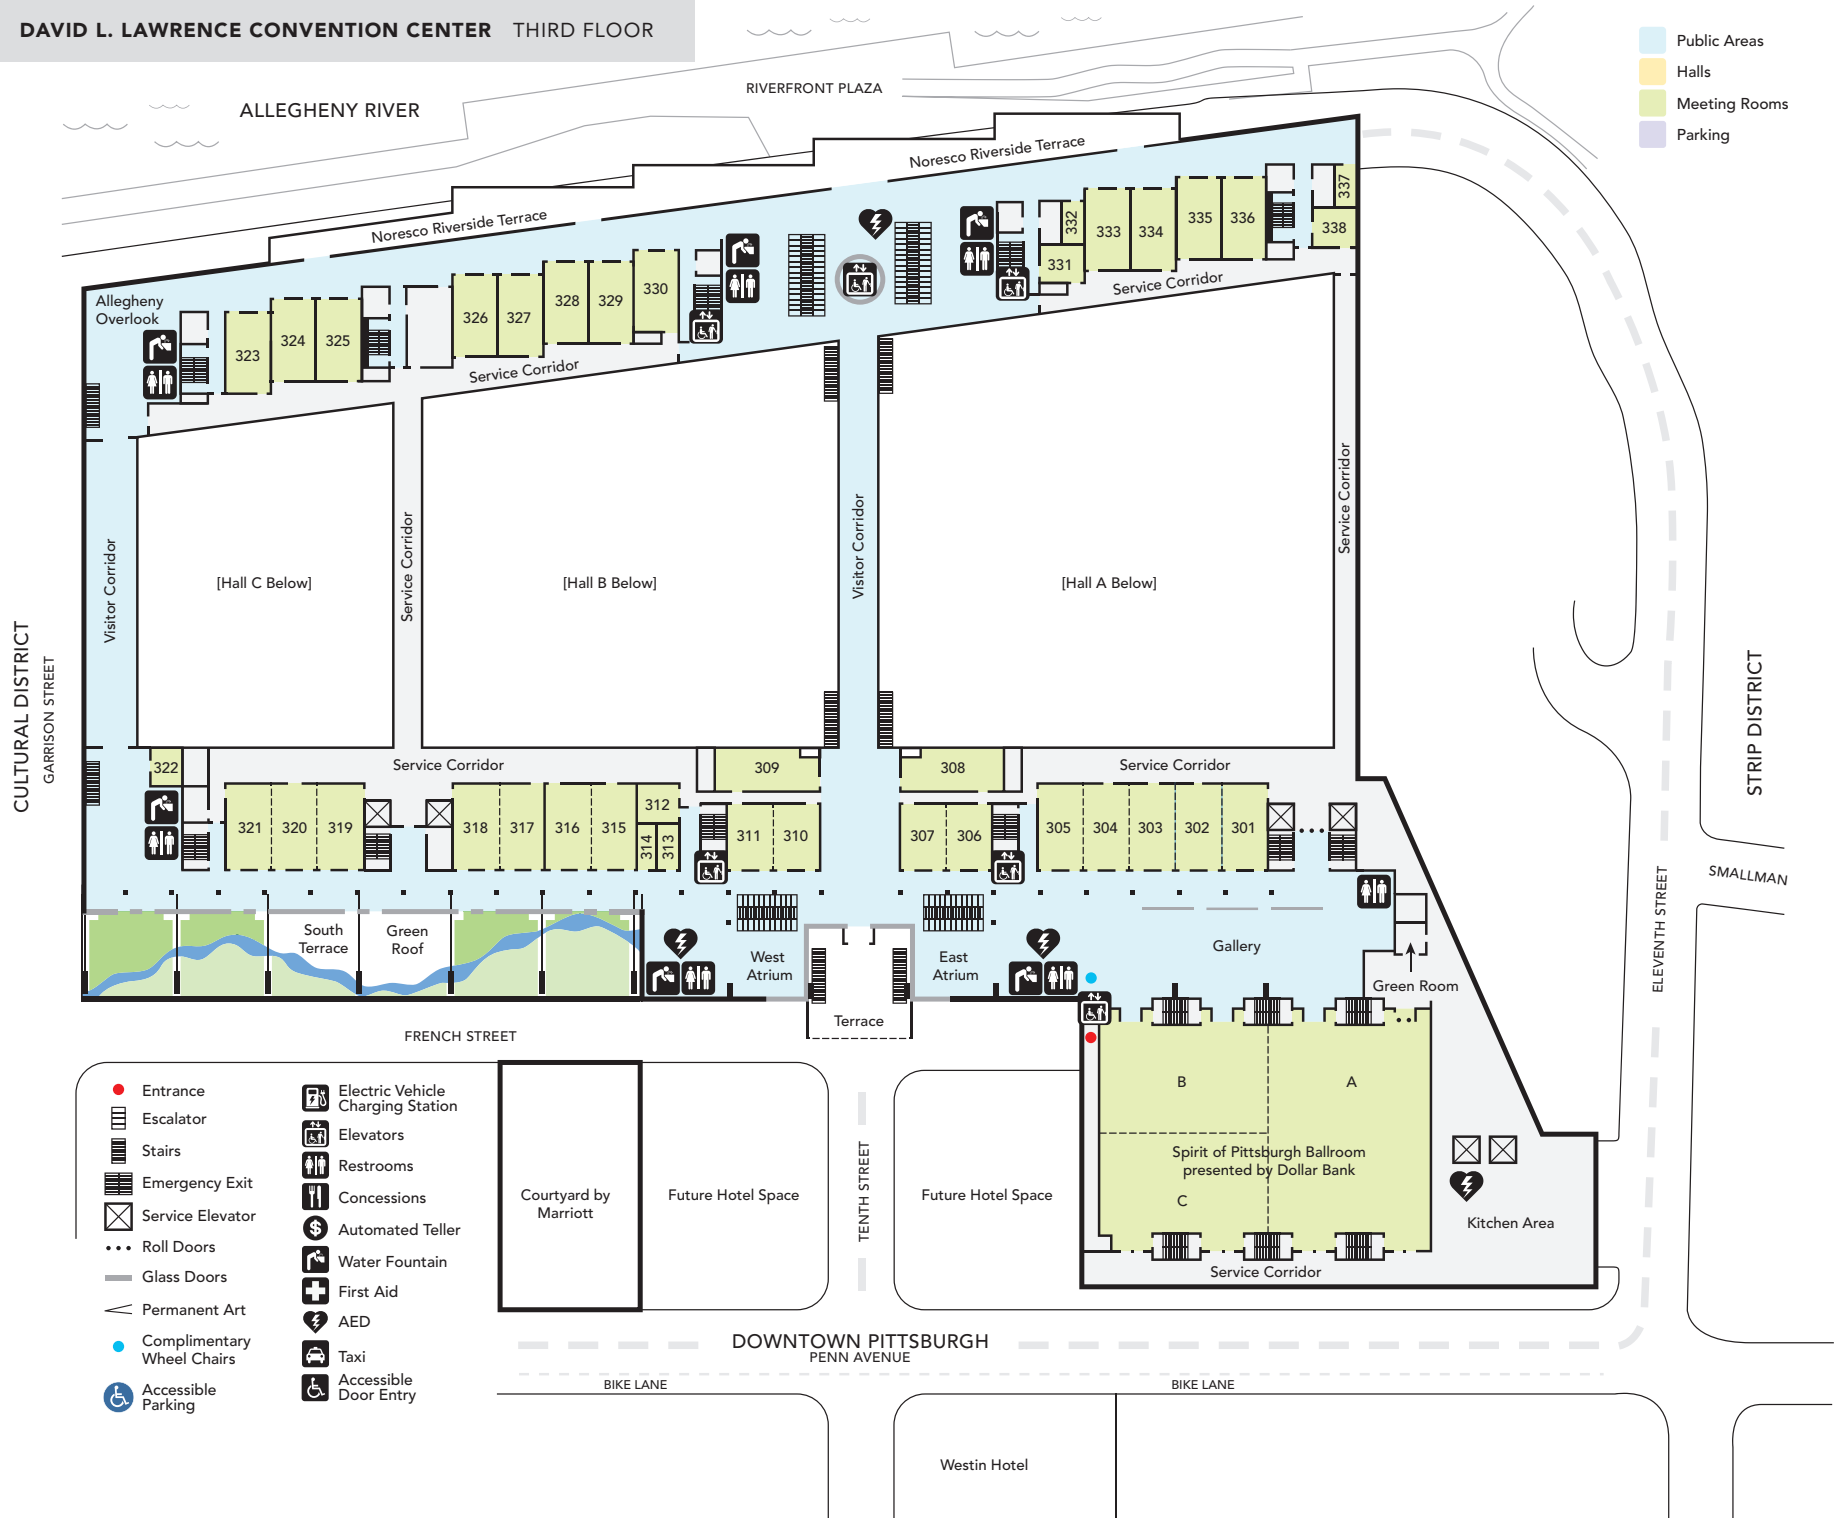 DAVID L. LAWRENCE CONVENTION CENTER THIRD FLOOR
Public Areas
Halls
Meeting Rooms
Parking
ALLEGHENY RIVER
RIVERFRONT PLAZA
Noresco Riverside Terrace
Noresco Riverside Terrace
Allegheny
Overlook
323
324
325
326
327
328
329
330
331
332
333
334
335
336
337
338
Service Corridor
Service Corridor
Visitor Corridor
[Hall C Below]
Service Corridor
[Hall B Below]
Visitor Corridor
[Hall A Below]
Service Corridor
CULTURAL DISTRICT
GARRISON STREET
STRIP DISTRICT
ELEVENTH STREET
SMALLMAN
322
Service Corridor
309
308
Service Corridor
321
320
319
318
317
316
315
312
314
313
311
310
307
306
305
304
303
302
301
South
Terrace
Green
Roof
West
Atrium
East
Atrium
Gallery
Green Room
Terrace
FRENCH STREET
B
A
Spirit of Pittsburgh Ballroom
presented by Dollar Bank
C
Kitchen Area
Service Corridor
Courtyard by
Marriott
Future Hotel Space
TENTH STREET
Future Hotel Space
Entrance
Escalator
Stairs
Emergency Exit
Service Elevator
Roll Doors
Glass Doors
Permanent Art
Complimentary
Wheel Chairs
Accessible
Parking
Electric Vehicle
Charging Station
Elevators
Restrooms
Concessions
Automated Teller
Water Fountain
First Aid
AED
Taxi
Accessible
Door Entry
DOWNTOWN PITTSBURGH
PENN AVENUE
BIKE LANE
BIKE LANE
Westin Hotel